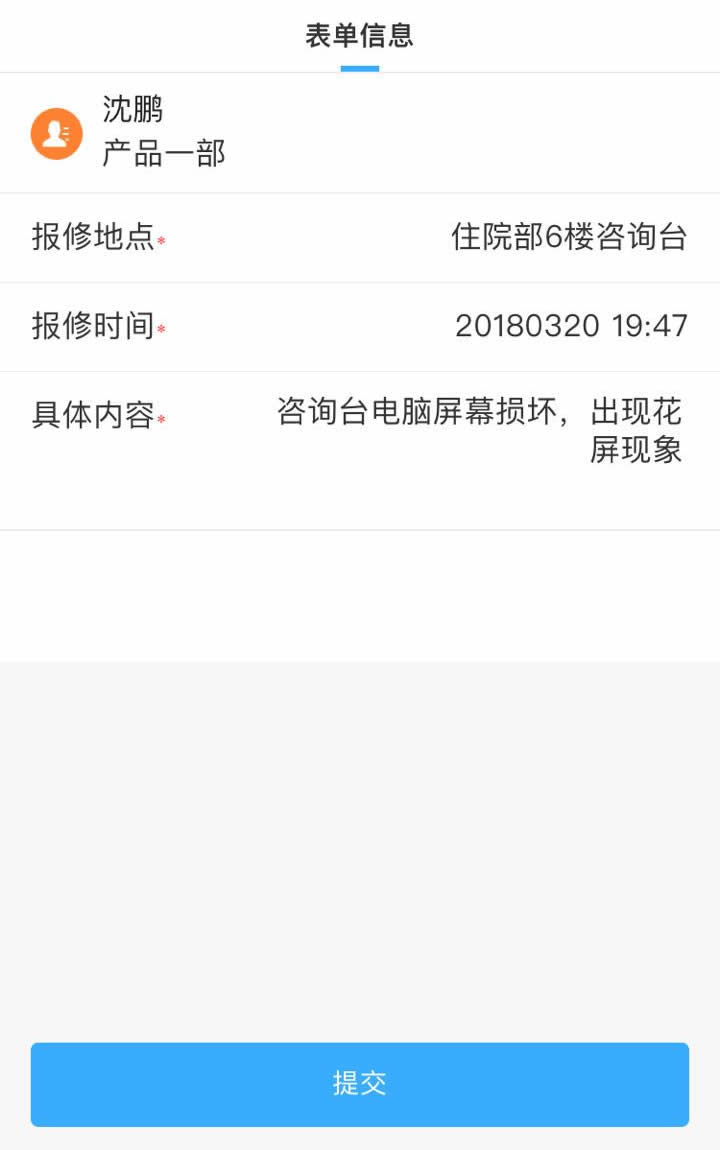 表单信息
沈鹏
产品一部
报修地点* 住院部6楼咨询台
报修时间* 20180320 19:47
具体内容* 咨询台电脑屏幕损坏，出现花
屏现象
提交